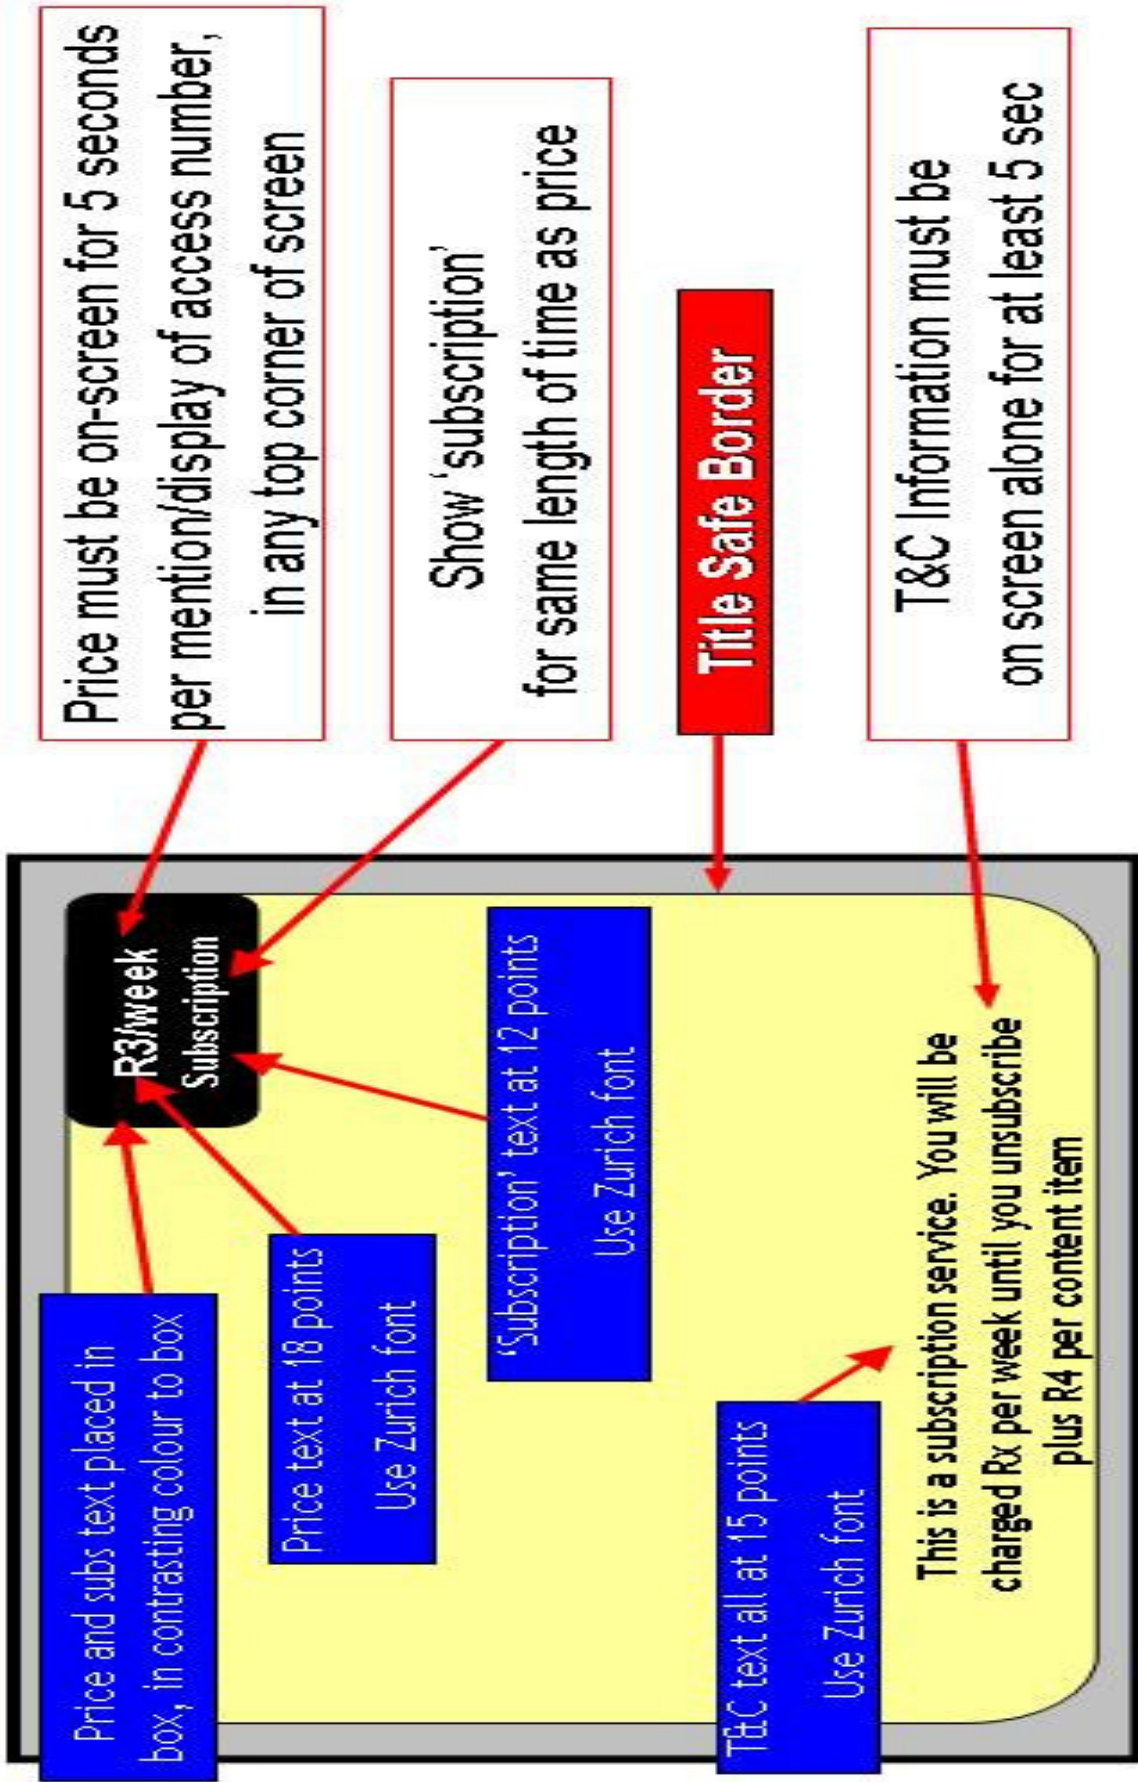 Price and subs text placed in
box, in contrasting colour to box
R3/week
Subscription
Price must be on-screen for 5 seconds
per mention/display of access number,
in any top corner of screen
Price text at 18 points
Use Zurich font
Show ‘subscription’
for same length of time as price
‘Subscription’ text at 12 points
Use Zurich font
Title Safe Border
T&C text all at 15 points
Use Zurich font
T&C Information must be
on screen alone for at least 5 sec
This is a subscription service. You will be
charged Rx per week until you unsubscribe
plus R4 per content item